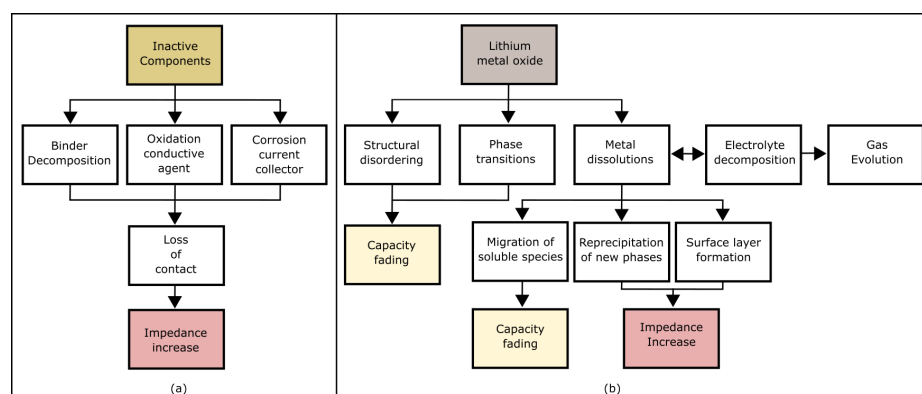 Inactive
Components
Binder
Decomposition
Oxidation
conductive
agent
Corrosion
current
collector
Loss
of
contact
Impedance
increase
(a)
Lithium
metal oxide
Structural
disordering
Phase
transitions
Metal
dissolutions
Electrolyte
decomposition
Gas
Evolution
Capacity
fading
Migration of
soluble species
Reprecipitation
of new phases
Surface layer
formation
Capacity
fading
Impedance
Increase
(b)